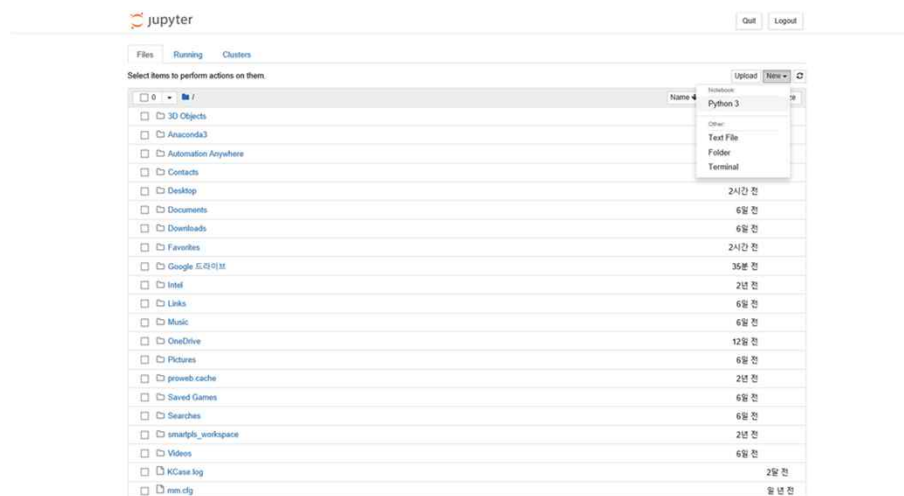 jupyter
Quit Logout
Files Running Clusters
Select items to perform actions on them.
Upload New
Notebook:
0 / Name
Python 3
3D Objects
Other:
Anaconda3
Text File
Automation Anywhere
Folder
Contacts
Terminal
Desktop 2시간 전
Documents 6일 전
Downloads 6일 전
Favorites 2시간 전
Google 드라이브 35분 전
Intel 2년 전
Links 6일 전
Music 6일 전
OneDrive 12일 전
Pictures 6일 전
proweb.cache 2년 전
Saved Games 6일 전
Searches 6일 전
smartpls_workspace 2년 전
Videos 6일 전
KCase.log 2달 전
mm.cfg 일 년 전